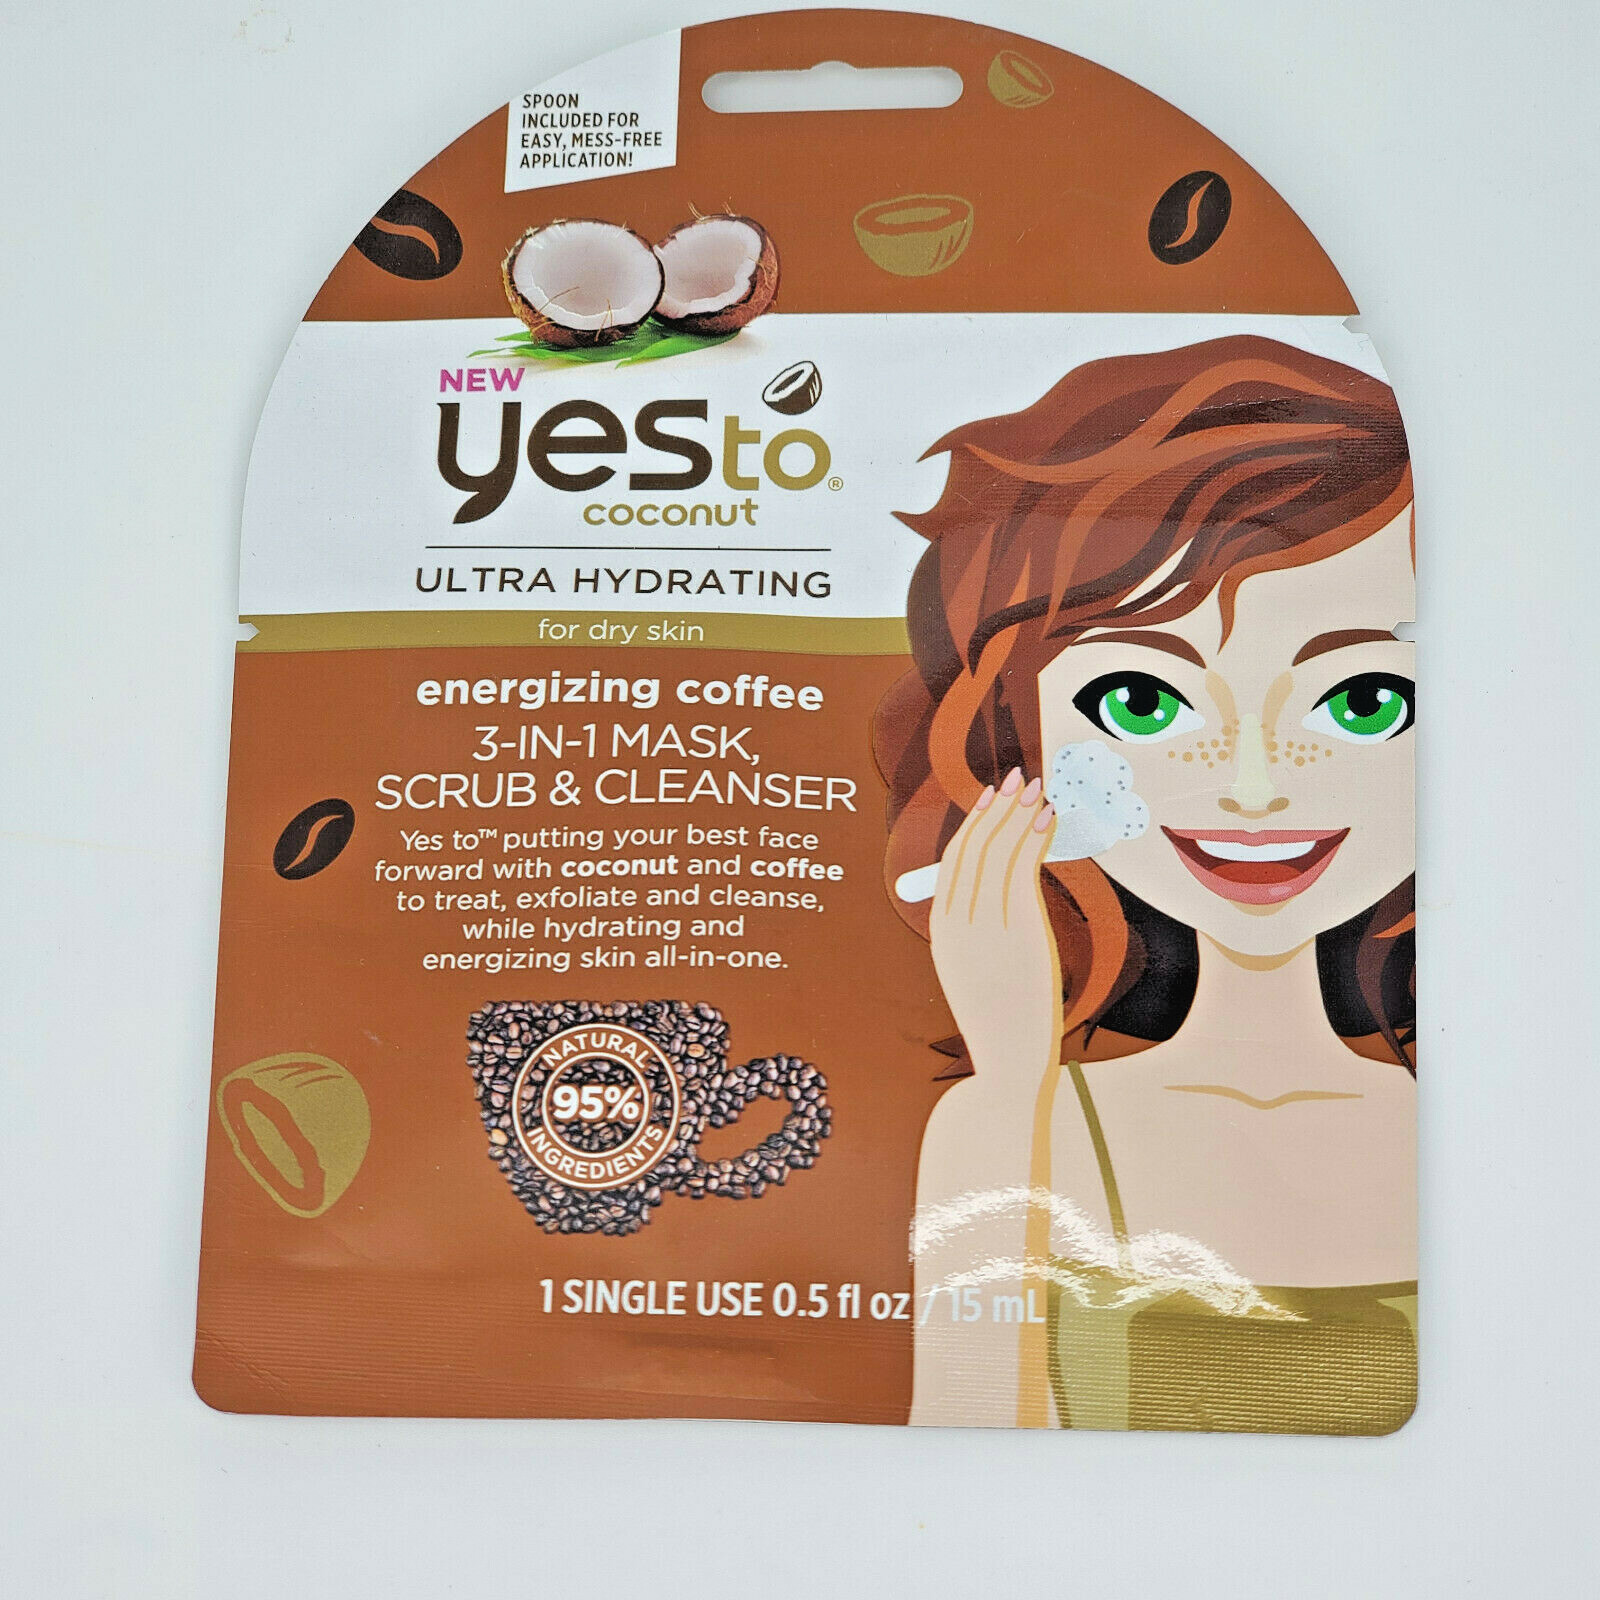 SPOON
INCLUDED FOR
EASY, MESS-FREE
APPLICATION!
NEW
yes to®
coconut
ULTRA HYDRATING
for dry skin
energizing coffee
3-IN-1 MASK,
SCRUB & CLEANSER
Yes to™ putting your best face
forward with coconut and coffee
to treat, exfoliate and cleanse,
while hydrating and
energizing skin all-in-one.
NATURAL
95%
INGREDIENTS
1 SINGLE USE 0.5 fl oz / 15 mL